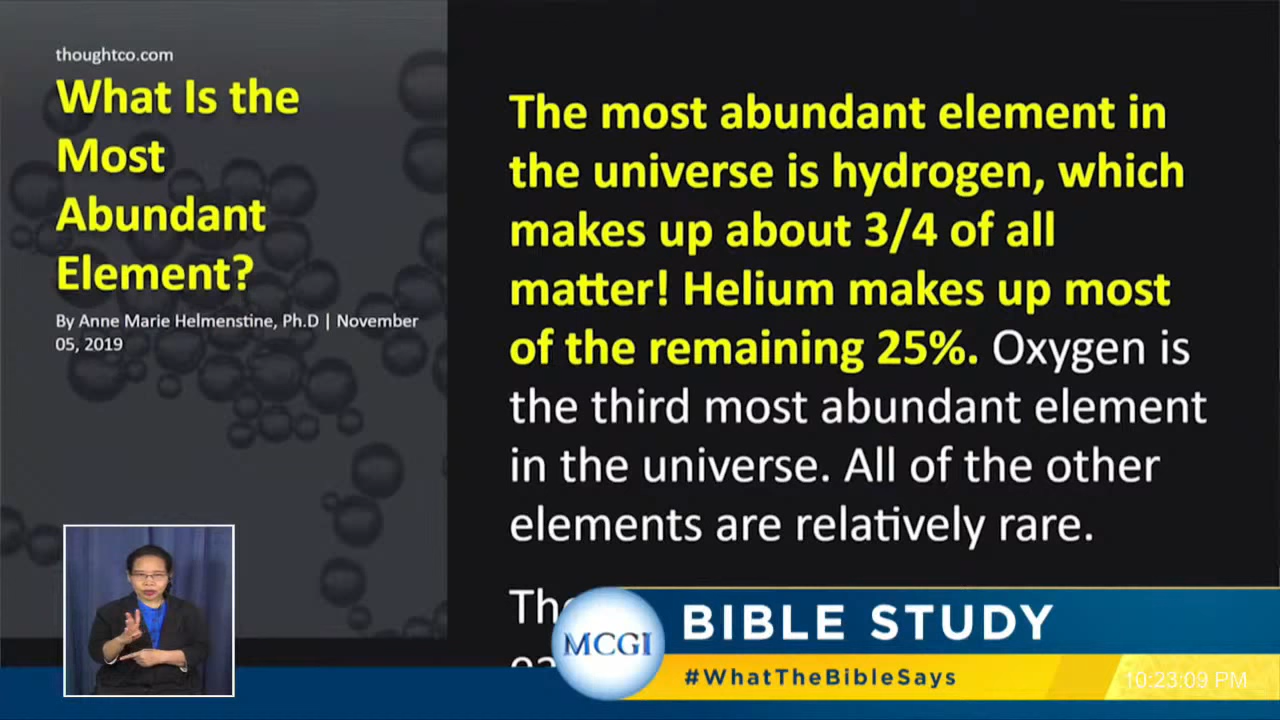 thoughtco.com
What Is the
Most
Abundant
Element?
By Anne Marie Helmenstine, Ph.D | November
05, 2019
The most abundant element in
the universe is hydrogen, which
makes up about 3/4 of all
matter! Helium makes up most
of the remaining 25%. Oxygen is
the third most abundant element
in the universe. All of the other
elements are relatively rare.
MCGI
BIBLE STUDY
#WhatTheBibleSays
10:23:09 PM